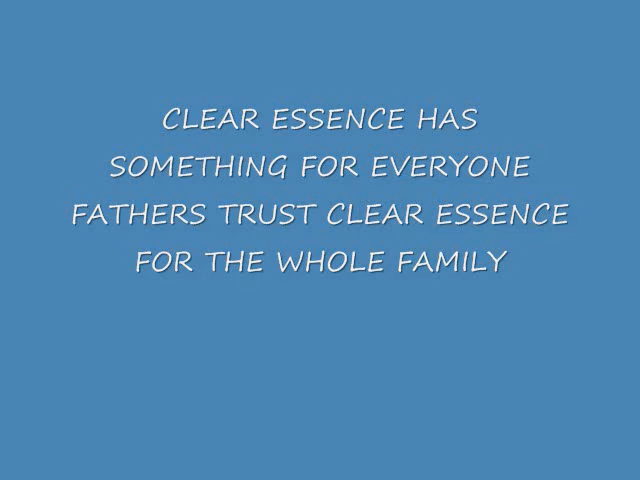 CLEAR ESSENCE HAS
SOMETHING FOR EVERYONE
FATHERS TRUST CLEAR ESSENCE
FOR THE WHOLE FAMILY